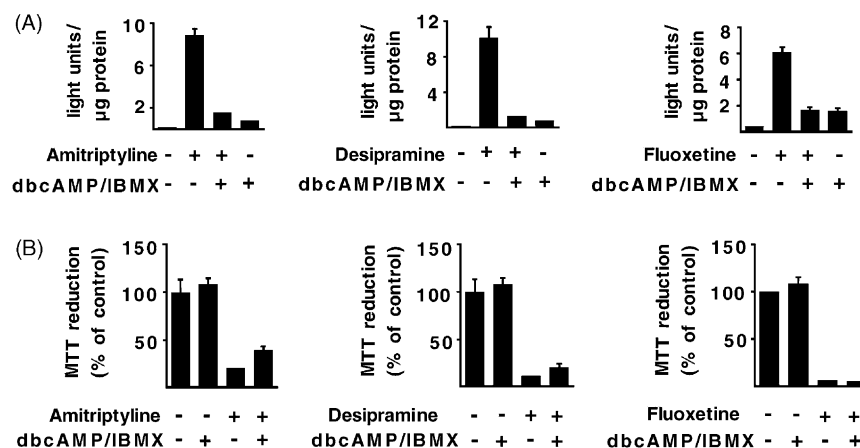 (A)
light units/
µg protein
10
6
2
light units/
µg protein
12
8
4
light units/
µg protein
8
6
4
2
Amitriptyline - + + -
dbcAMP/IBMX - - + +
Desipramine - + + -
dbcAMP/IBMX - - + +
Fluoxetine - + + -
dbcAMP/IBMX - - + +
(B)
MTT reduction
(% of control)
150
100
50
MTT reduction
(% of control)
150
100
50
MTT reduction
(% of control)
150
100
50
Amitriptyline - - + +
dbcAMP/IBMX - + - +
Desipramine - - + +
dbcAMP/IBMX - + - +
Fluoxetine - - + +
dbcAMP/IBMX - + - +